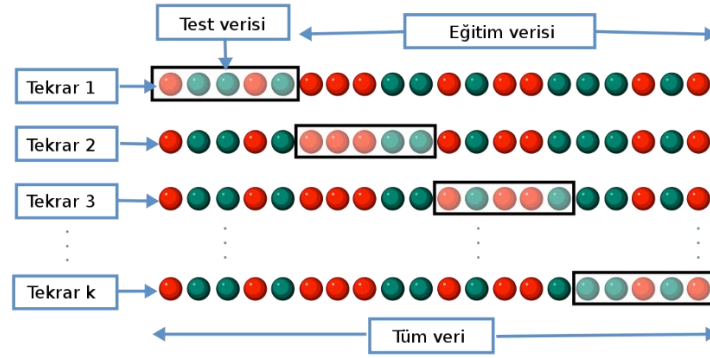 Test verisi
Eğitim verisi
Tekrar 1
Tekrar 2
Tekrar 3
Tekrar k
Tüm veri